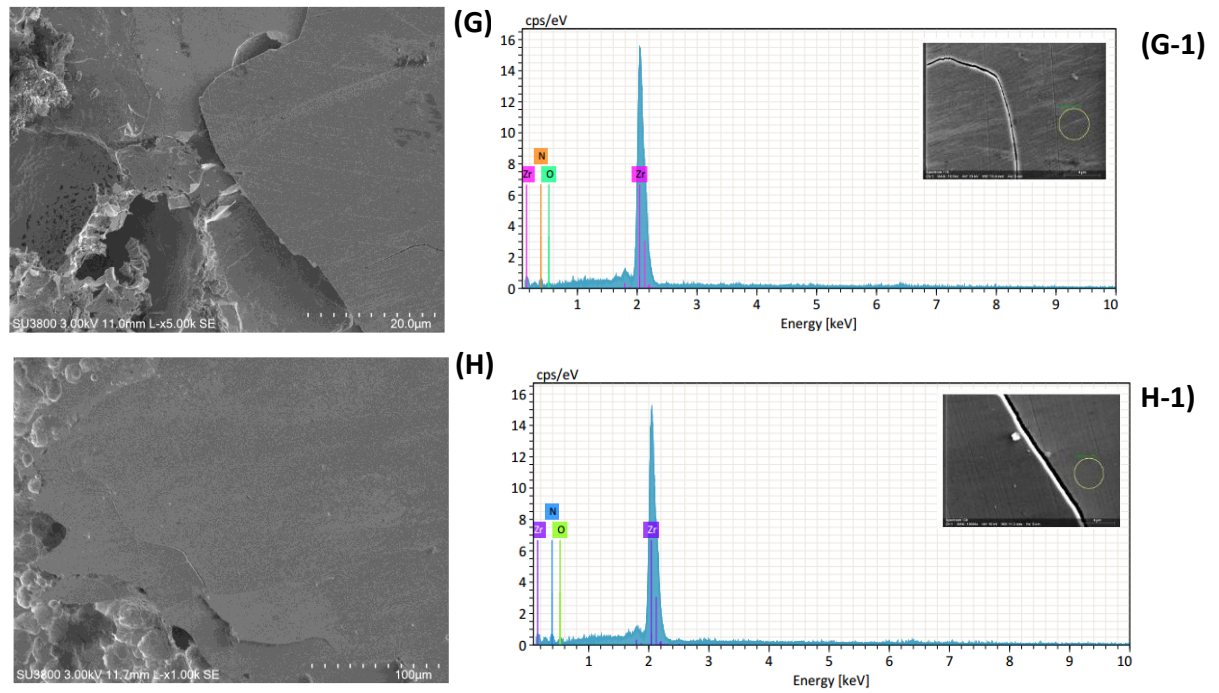 (G)
SU3800 3.00kV 11.0mm L-x5.00k SE
20.0µm
cps/eV
16
14
12
10
8
6
4
2
0
Zr
N
O
Zr
1 2 3 4 5 6 7 8 9 10
Energy [keV]
(G-1)
(H)
SU3800 3.00kV 11.7mm L-x1.00k SE
100µm
cps/eV
16
14
12
10
8
6
4
2
0
Zr
N
O
Zr
1 2 3 4 5 6 7 8 9 10
Energy [keV]
H-1)